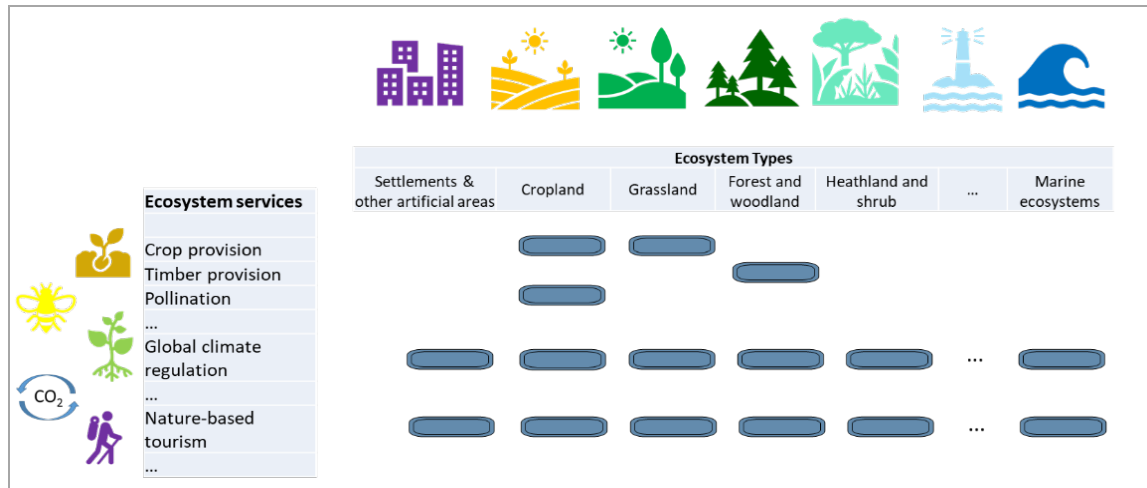 Ecosystem Types
Settlements &
other artificial areas
Cropland
Grassland
Forest and
woodland
Heathland and
shrub
...
Marine
ecosystems
Ecosystem services
Crop provision
Timber provision
Pollination
...
Global climate
regulation
...
...
Nature-based
tourism
...
...
CO2